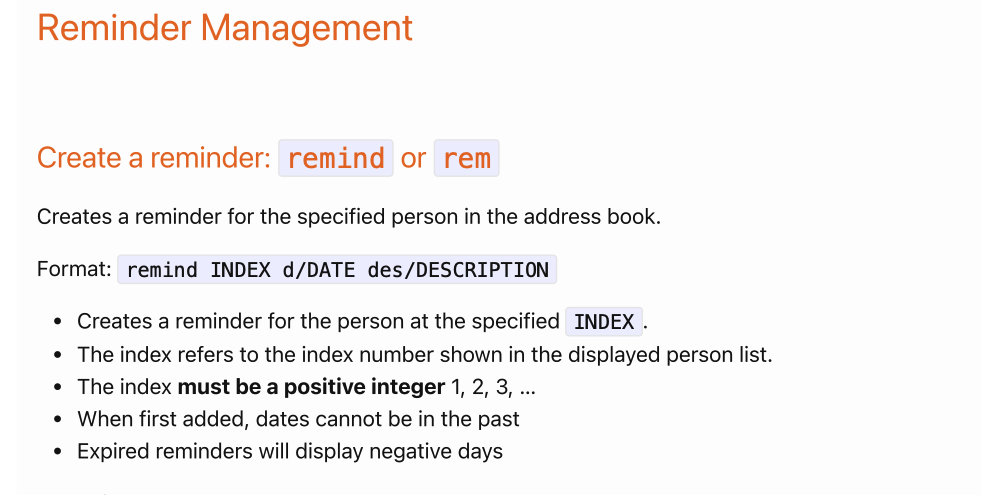 Reminder Management
Create a reminder: remind or rem
Creates a reminder for the specified person in the address book.
Format: remind INDEX d/DATE des/DESCRIPTION
• Creates a reminder for the person at the specified INDEX.
• The index refers to the index number shown in the displayed person list.
• The index must be a positive integer 1, 2, 3, …
• When first added, dates cannot be in the past
• Expired reminders will display negative days